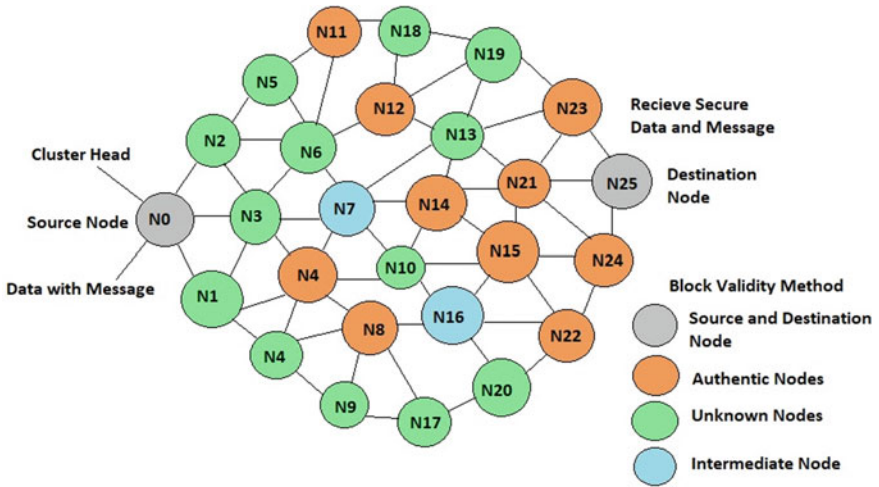 N11
N18
N19
N5
N12
N23
Recieve Secure
Data and Message
N2
N6
N13
Cluster Head
N21
N25
Destination
Node
Source Node
N0
N3
N7
N14
N15
N24
N4
N10
Data with Message
N1
Block Validity Method
N8
N16
N22
Source and Destination
Node
N4
Authentic Nodes
N9
N17
N20
Unknown Nodes
Intermediate Node